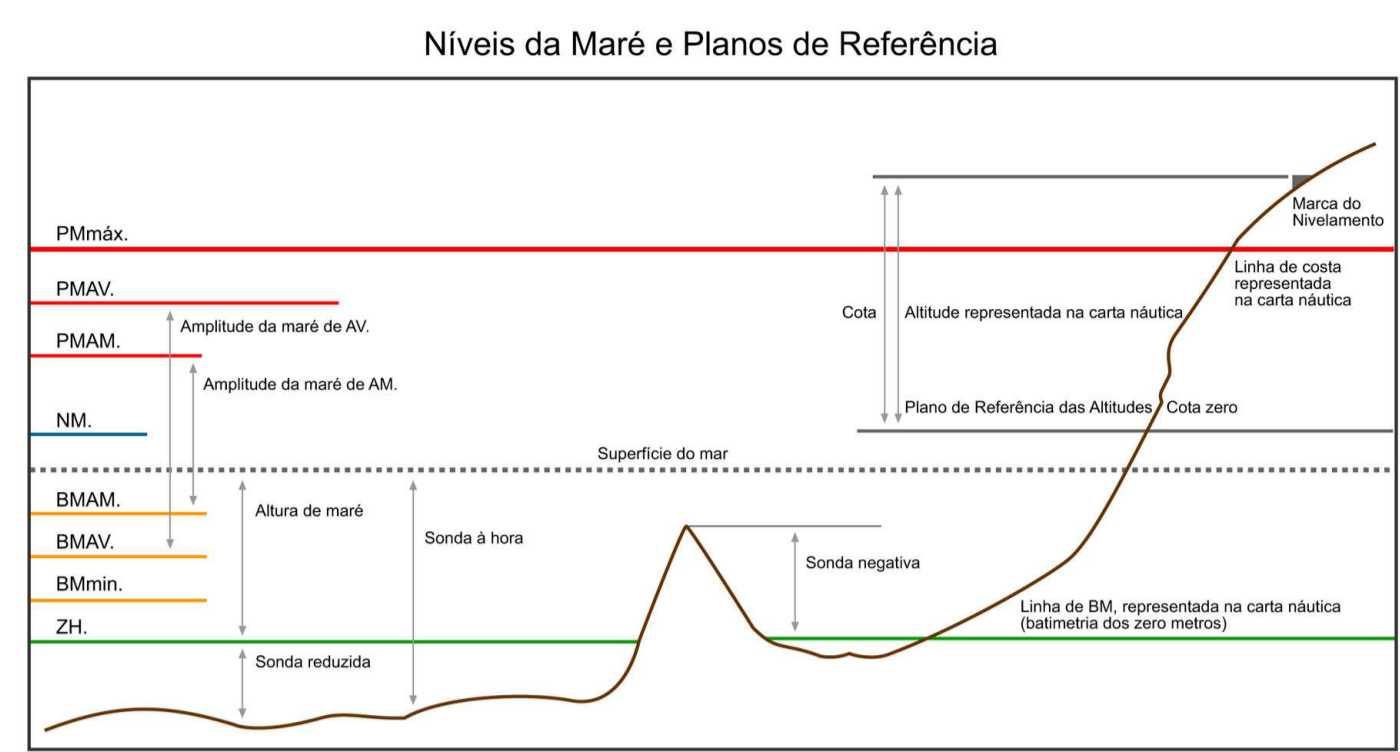 Níveis da Maré e Planos de Referência
PMmáx.
PMAV.
Amplitude da maré de AV.
PMAM.
Amplitude da maré de AM.
NM.
Superfície do mar
BMAM.
Altura de maré
BMAV.
Sonda à hora
BMmin.
ZH.
Sonda reduzida
Sonda negativa
Marca do
Nivelamento
Linha de costa
representada
na carta náutica
Cota
Altitude representada na carta náutica
Plano de Referência das Altitudes
Cota zero
Linha de BM, representada na carta náutica
(batimetria dos zero metros)